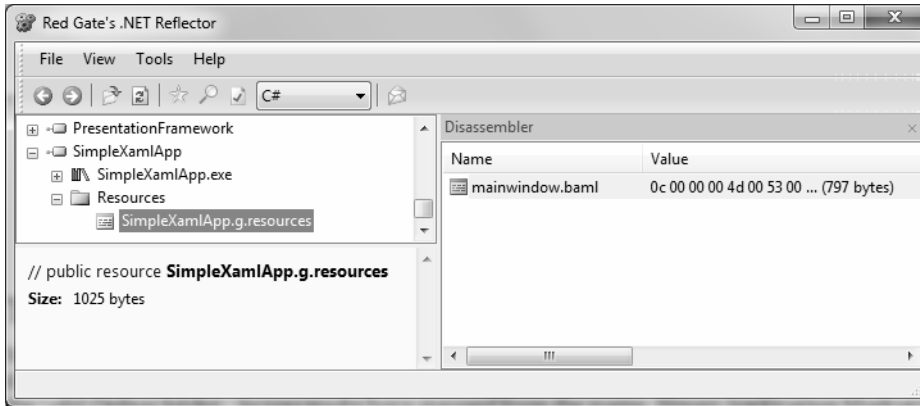 Red Gate's .NET Reflector
File View Tools Help
C#
PresentationFramework
SimpleXamlApp
SimpleXamlApp.exe
Resources
SimpleXamlApp.g.resources
// public resource SimpleXamlApp.g.resources
Size: 1025 bytes
Disassembler
Name Value
mainwindow.baml 0c 00 00 00 4d 00 53 00 ... (797 bytes)